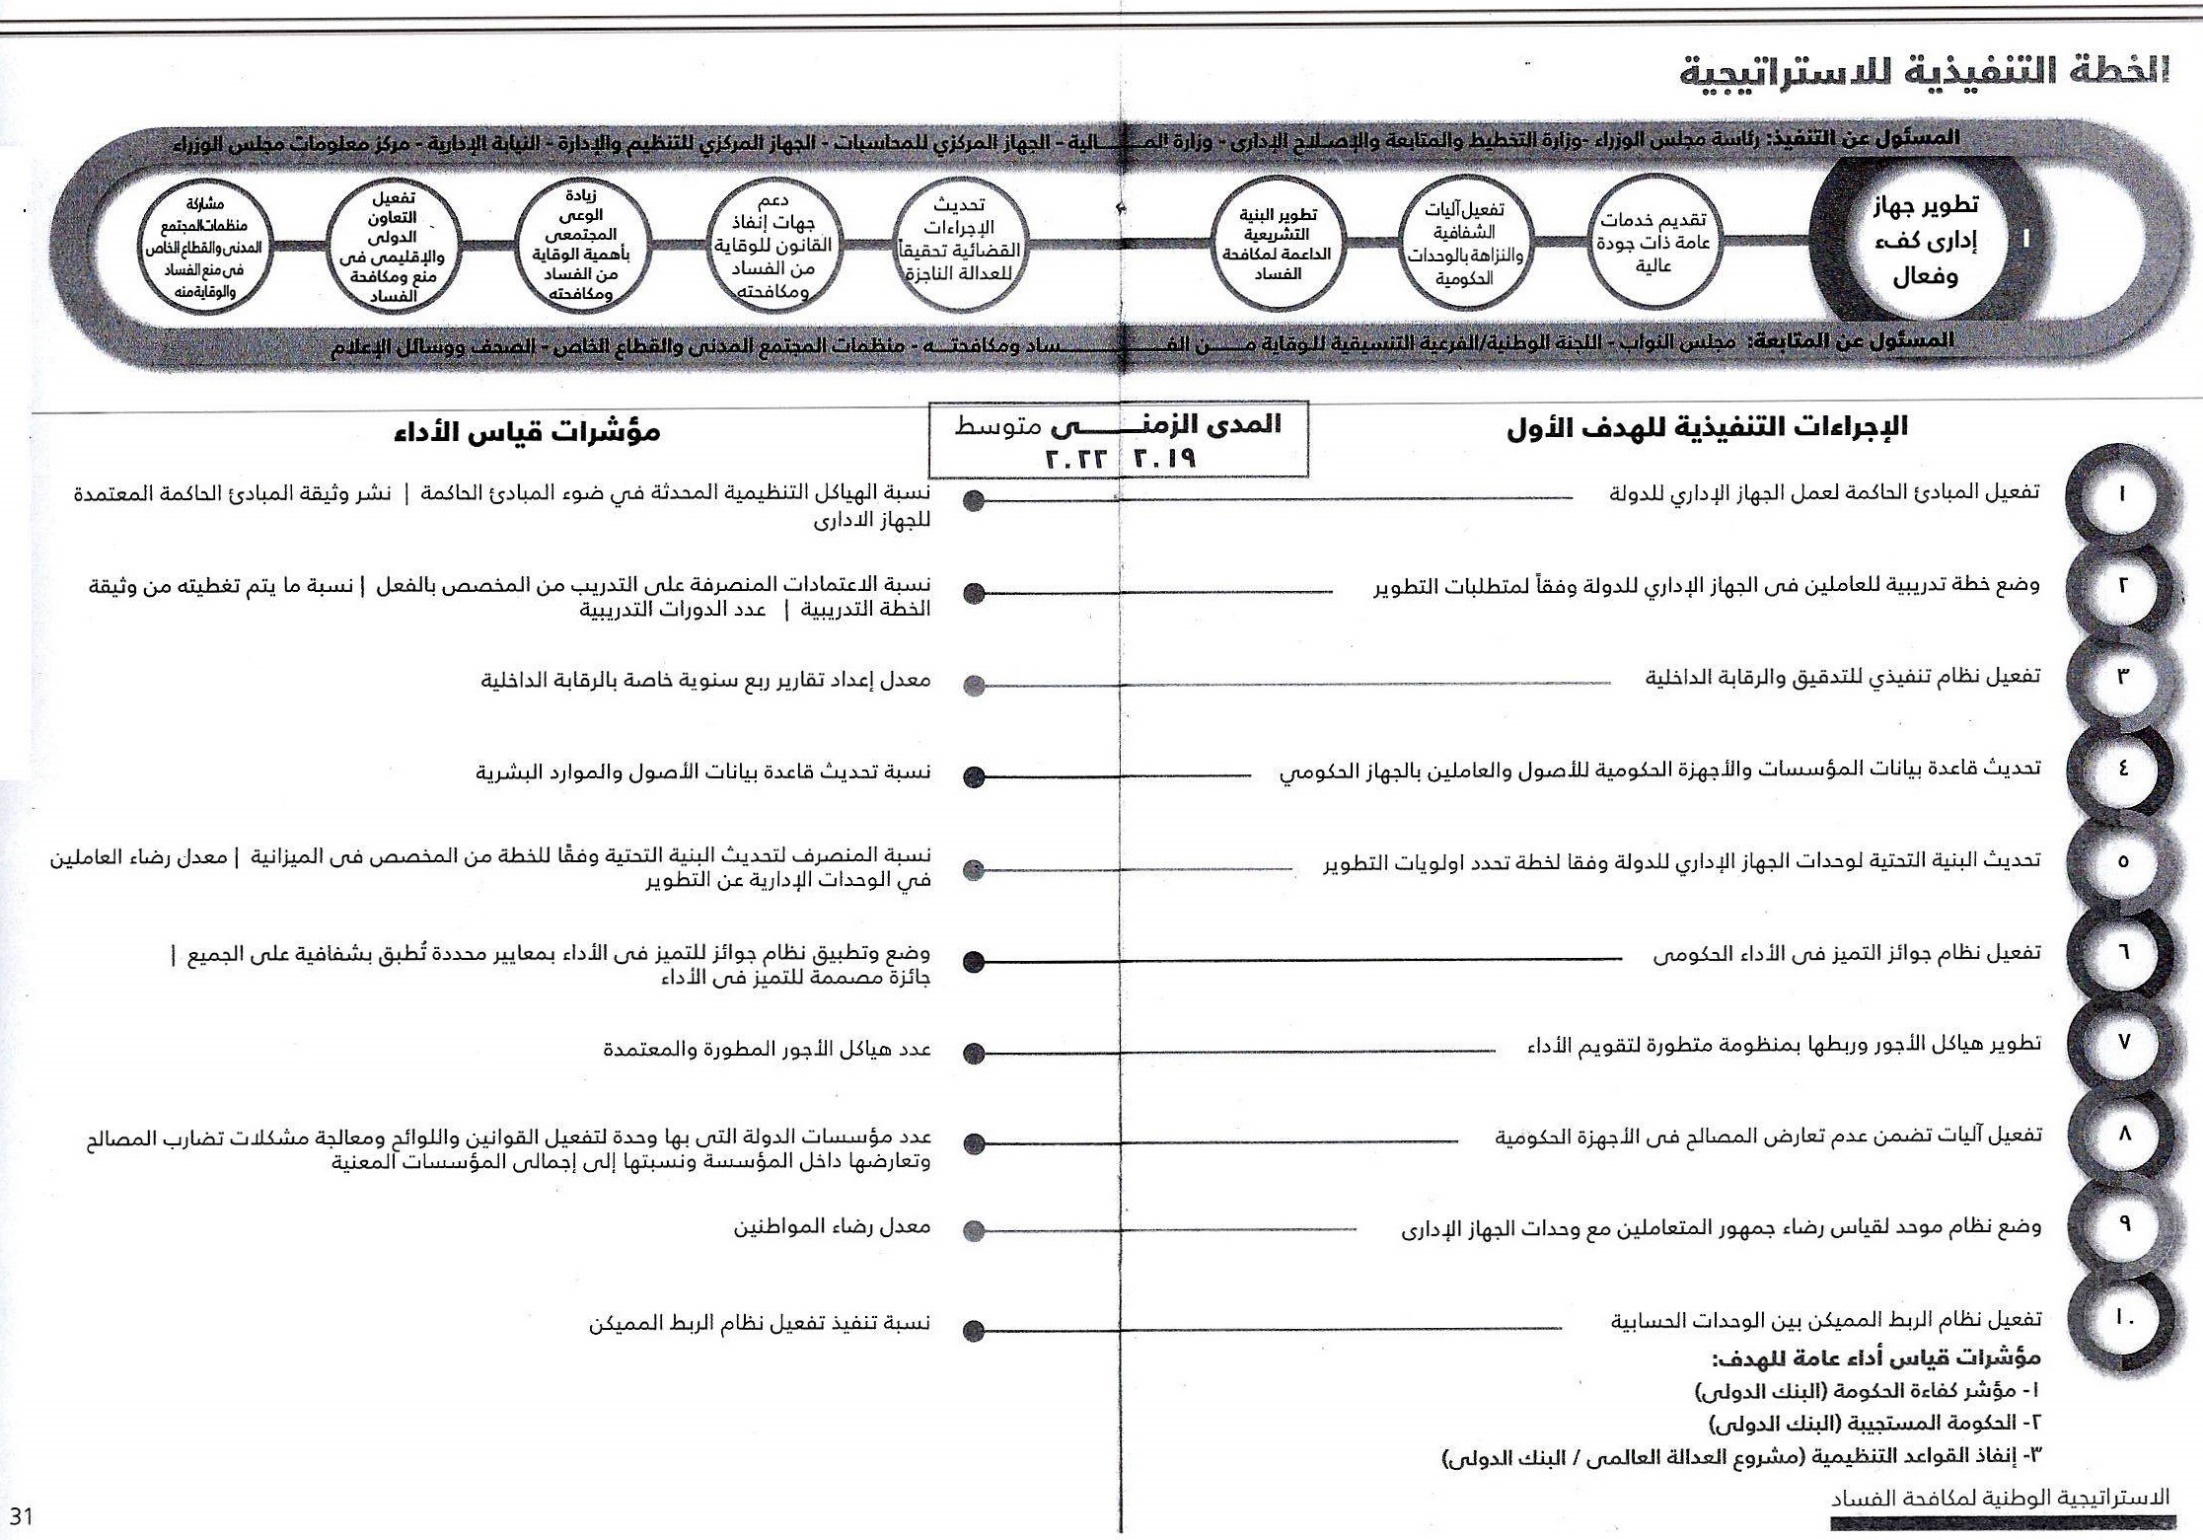 الخطة التنفيذية للاستراتيجية
المسئول عن التنفيذ: رئاسة مجلس الوزراء -وزارة التخطيط والمتابعة والإصلاح الإدارى - وزارة المـــالية - الجهاز المركزي للمحاسبات - الجهاز المركزي للتنظيم والإدارة - النيابة الإدارية - مركز معلومات مجلس الوزراء
١
تطوير جهاز
إدارى كفء
وفعال
تقديم خدمات
عامة ذات جودة
عالية
تفعيل آليات
الشفافية
والنزاهة بالوحدات
الحكومية
تطوير البنية
التشريعية
الداعمة لمكافحة
الفساد
تحديث
الإجراءات
القضائية تحقيقاً
للعدالة الناجزة
دعم
جهات إنفاذ
القانون للوقاية
من الفساد
ومكافحته
زيادة
الوعى
المجتمعى
بأهمية الوقاية
من الفساد
ومكافحته
تفعيل
التعاون
الدولى
والإقليمى فى
منع ومكافحة
الفساد
مشاركة
منظمات المجتمع
المدنى والقطاع الخاص
فى منع الفساد
والوقاية منه
المسئول عن المتابعة: مجلس النواب - اللجنة الوطنية/الفرعية التنسيقية للوقاية مـــن الفـــــــساد ومكافحتـــه - منظمات المجتمع المدنى والقطاع الخاص - الصحف ووسائل الإعلام
الإجراءات التنفيذية للهدف الأول
المدى الزمنـــــى متوسط
٢٠١٩ ٢٠٢٢
مؤشرات قياس الأداء
١
تفعيل المبادئ الحاكمة لعمل الجهاز الإداري للدولة
نسبة الهياكل التنظيمية المحدثة في ضوء المبادئ الحاكمة | نشر وثيقة المبادئ الحاكمة المعتمدة
للجهاز الادارى
٢
وضع خطة تدريبية للعاملين فى الجهاز الإداري للدولة وفقاً لمتطلبات التطوير
نسبة الاعتمادات المنصرفة على التدريب من المخصص بالفعل | نسبة ما يتم تغطيته من وثيقة
الخطة التدريبية | عدد الدورات التدريبية
٣
تفعيل نظام تنفيذي للتدقيق والرقابة الداخلية
معدل إعداد تقارير ربع سنوية خاصة بالرقابة الداخلية
٤
تحديث قاعدة بيانات المؤسسات والأجهزة الحكومية للأصول والعاملين بالجهاز الحكومي
نسبة تحديث قاعدة بيانات الأصول والموارد البشرية
٥
تحديث البنية التحتية لوحدات الجهاز الإداري للدولة وفقا لخطة تحدد اولويات التطوير
نسبة المنصرف لتحديث البنية التحتية وفقًا للخطة من المخصص فى الميزانية | معدل رضاء العاملين
في الوحدات الإدارية عن التطوير
٦
تفعيل نظام جوائز التميز فى الأداء الحكومى
وضع وتطبيق نظام جوائز للتميز فى الأداء بمعايير محددة تُطبق بشفافية على الجميع |
جائزة مصممة للتميز فى الأداء
٧
تطوير هياكل الأجور وربطها بمنظومة متطورة لتقويم الأداء
عدد هياكل الأجور المطورة والمعتمدة
٨
تفعيل آليات تضمن عدم تعارض المصالح فى الأجهزة الحكومية
عدد مؤسسات الدولة التى بها وحدة لتفعيل القوانين واللوائح ومعالجة مشكلات تضارب المصالح
وتعارضها داخل المؤسسة ونسبتها إلى إجمالى المؤسسات المعنية
٩
وضع نظام موحد لقياس رضاء جمهور المتعاملين مع وحدات الجهاز الإدارى
معدل رضاء المواطنين
١٠
تفعيل نظام الربط المميكن بين الوحدات الحسابية
نسبة تنفيذ تفعيل نظام الربط المميكن
مؤشرات قياس أداء عامة للهدف:
١- مؤشر كفاءة الحكومة (البنك الدولى)
٢- الحكومة المستجيبة (البنك الدولى)
٣- إنفاذ القواعد التنظيمية (مشروع العدالة العالمى / البنك الدولى)
الاستراتيجية الوطنية لمكافحة الفساد
31